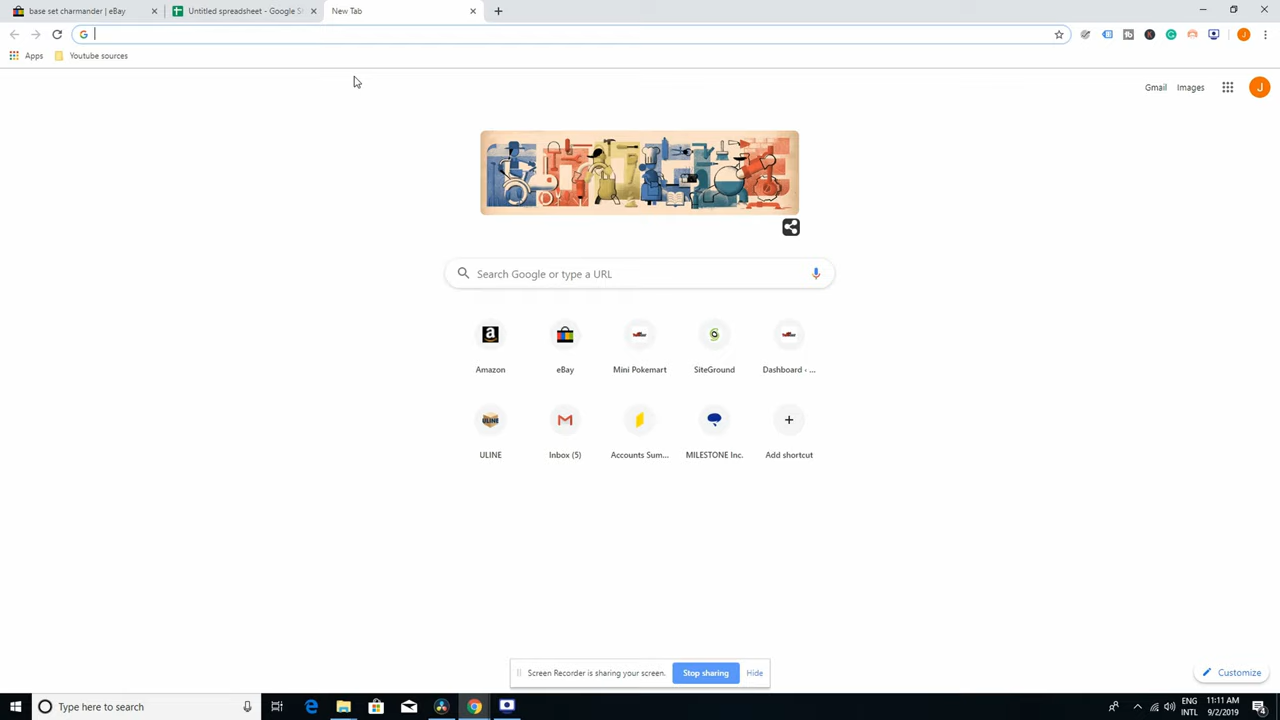 base set charmander | eBay
Untitled spreadsheet - Google S
New Tab
Apps
Youtube sources
Gmail
Images
J
Search Google or type a URL
Amazon
eBay
Mini Pokemart
SiteGround
Dashboard ‹ ...
ULINE
Inbox (5)
Accounts Sum...
MILESTONE Inc.
Add shortcut
Screen Recorder is sharing your screen.
Stop sharing
Hide
Customize
Type here to search
ENG
INTL
11:11 AM
9/2/2019
4